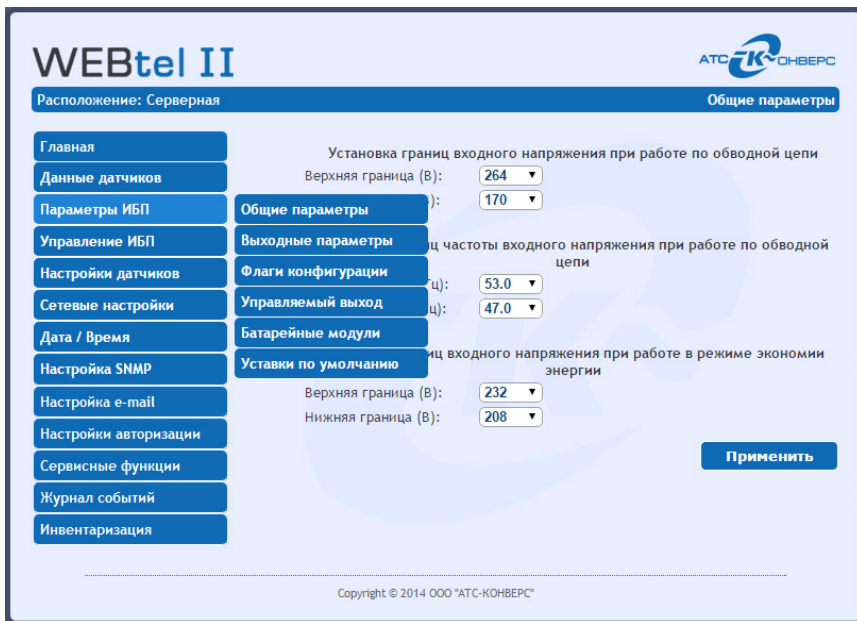 WEBtel II
АТС КОНВЕРС
Расположение: Серверная
Общие параметры
Главная
Данные датчиков
Параметры ИБП
Управление ИБП
Настройки датчиков
Сетевые настройки
Дата / Время
Настройка SNMP
Настройка e-mail
Настройки авторизации
Сервисные функции
Журнал событий
Инвентаризация
Общие параметры
Выходные параметры
Флаги конфигурации
Управляемый выход
Батарейные модули
Уставки по умолчанию
Установка границ входного напряжения при работе по обводной цепи
Верхняя граница (В): 264
): 170
частоты входного напряжения при работе по обводной
цепи
Гц): 53.0
ц): 47.0
входного напряжения при работе в режиме экономии
энергии
Верхняя граница (В): 232
Нижняя граница (В): 208
Применить
Copyright © 2014 ООО "АТС-КОНВЕРС"